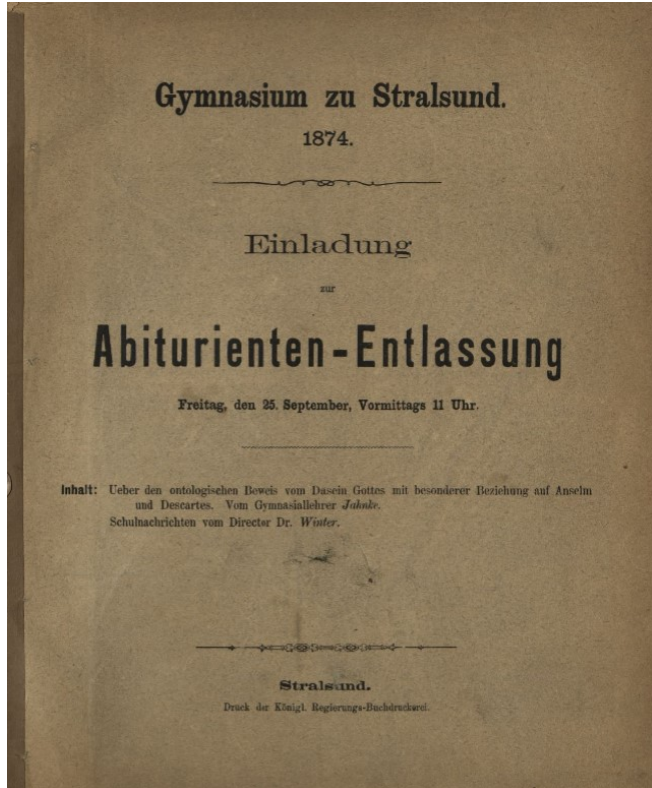 Gymnasium zu Stralsund.
1874.
Einladung
zur
Abiturienten-Entlassung
Freitag, den 25. September, Vormittags 11 Uhr.
Inhalt: Ueber den ontologischen Beweis vom Dasein Gottes mit besonderer Beziehung auf Anselm
und Descartes. Vom Gymnasiallehrer Jahnke.
Schulnachrichten vom Director Dr. Winter.
Stralsund.
Druck der Königl. Regierungs-Buchdruckerei.